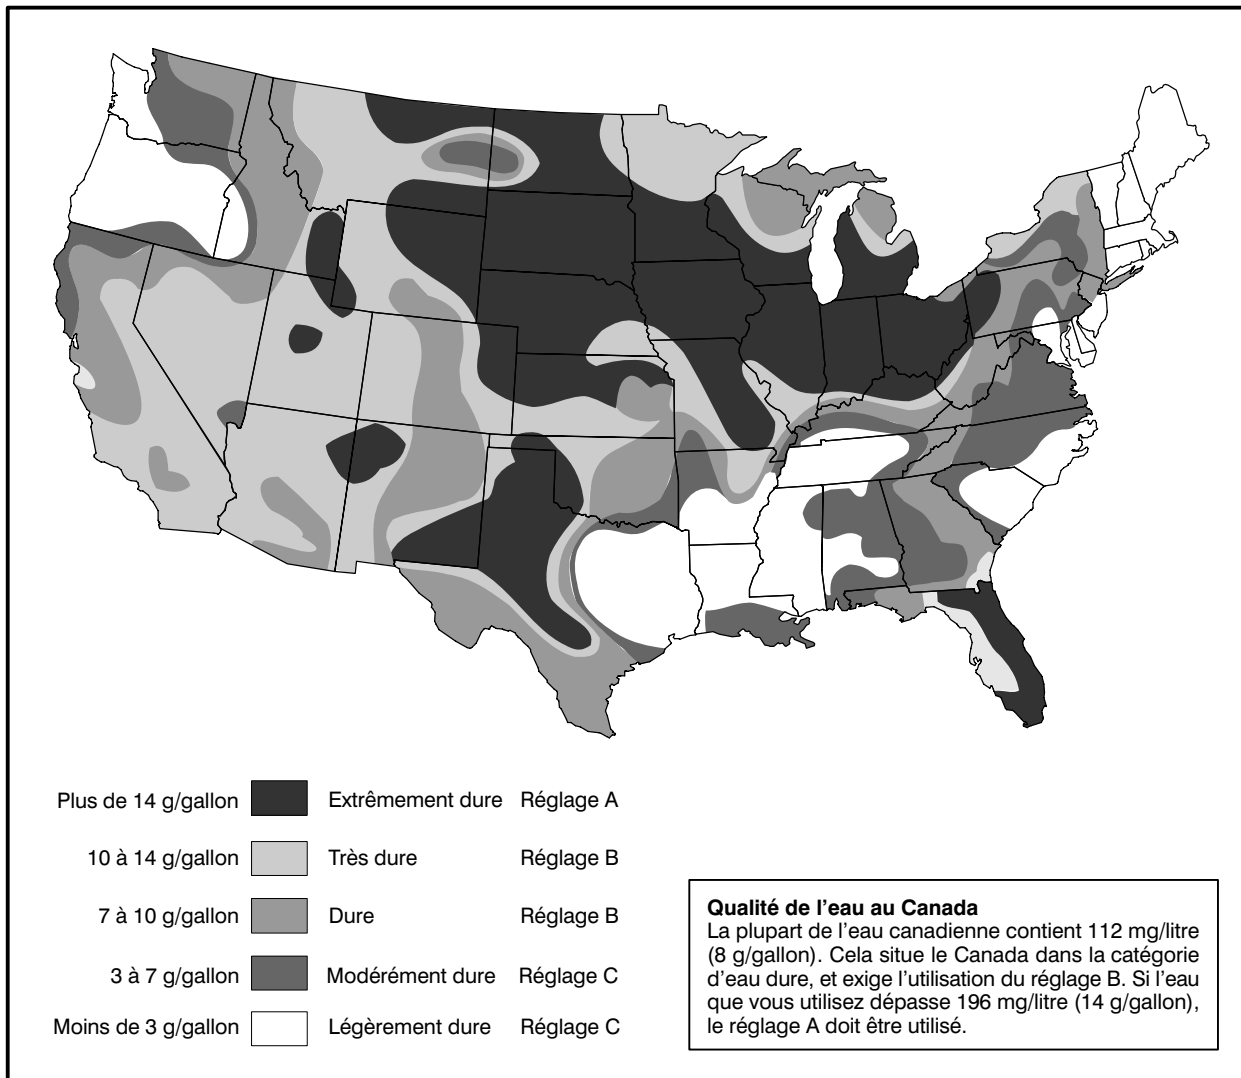 Plus de 14 g/gallon Extrêmement dure Réglage A
10 à 14 g/gallon Très dure Réglage B
7 à 10 g/gallon Dure Réglage B
3 à 7 g/gallon Modérément dure Réglage C
Moins de 3 g/gallon Légèrement dure Réglage C
Qualité de l'eau au Canada
La plupart de l'eau canadienne contient 112 mg/litre
(8 g/gallon). Cela situe le Canada dans la catégorie
d'eau dure, et exige l'utilisation du réglage B. Si l'eau
que vous utilisez dépasse 196 mg/litre (14 g/gallon),
le réglage A doit être utilisé.